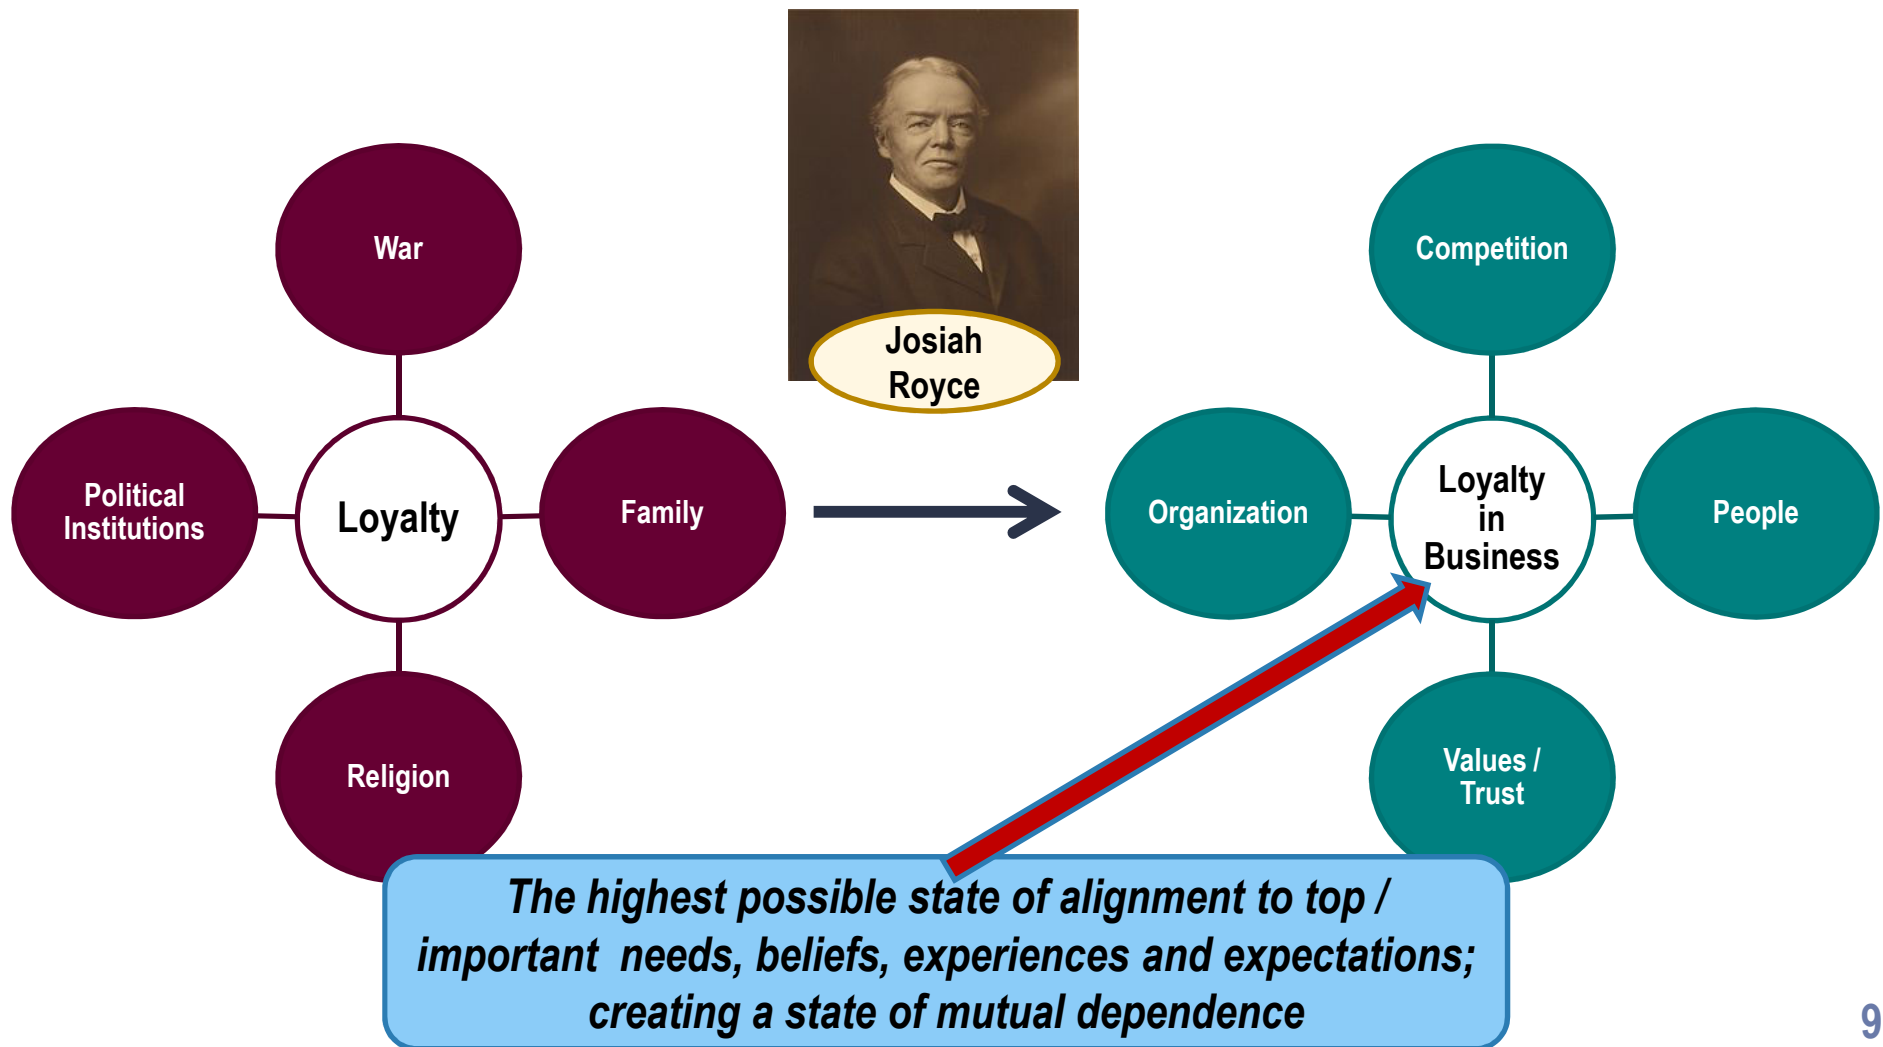 War
Political
Institutions
Loyalty
Family
Religion
Josiah
Royce
Competition
Organization
Loyalty
in
Business
People
Values /
Trust
The highest possible state of alignment to top /
important  needs, beliefs, experiences and expectations;
creating a state of mutual dependence
9